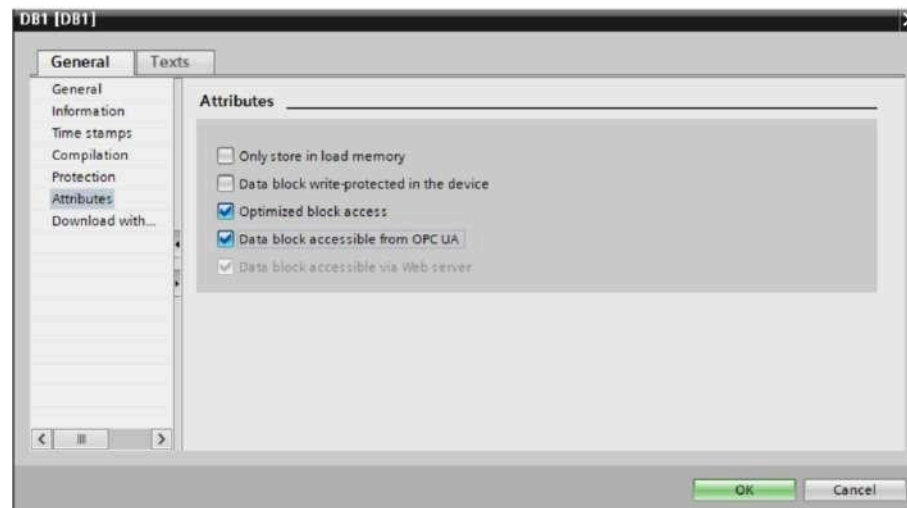 DB1 [DB1]
General
Texts
General
Information
Time stamps
Compilation
Protection
Attributes
Download with...
Attributes
Only store in load memory
Data block write-protected in the device
Optimized block access
Data block accessible from OPC UA
Data block accessible via Web server
OK
Cancel